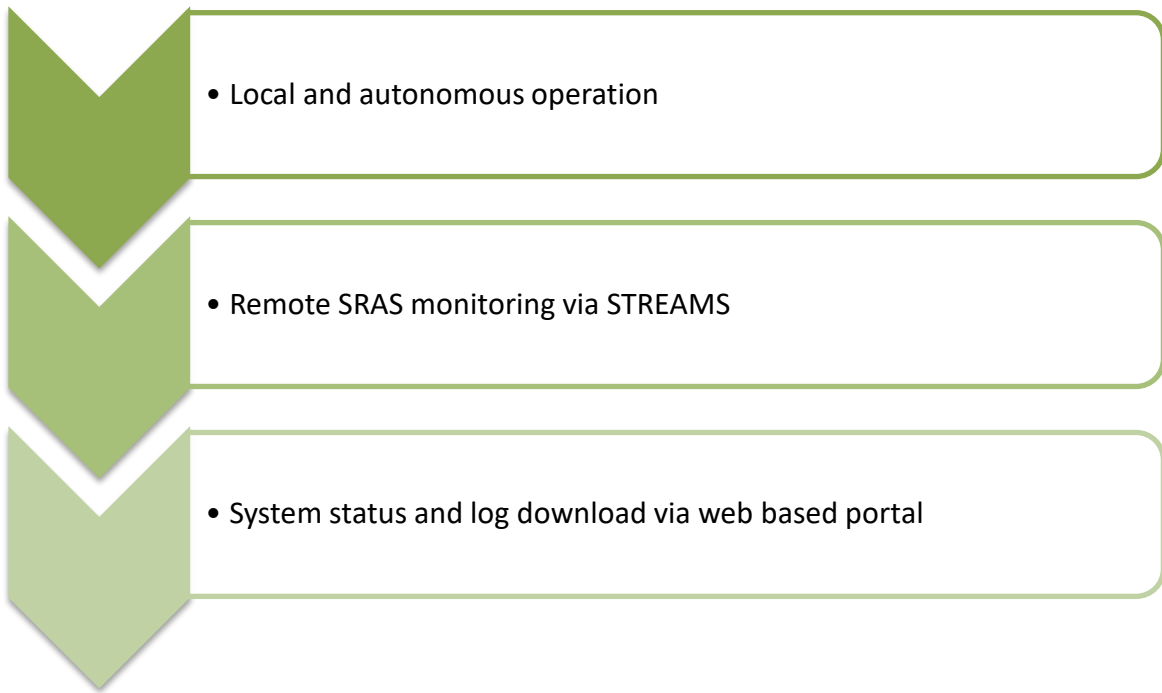 • Local and autonomous operation
• Remote SRAS monitoring via STREAMS
• System status and log download via web based portal